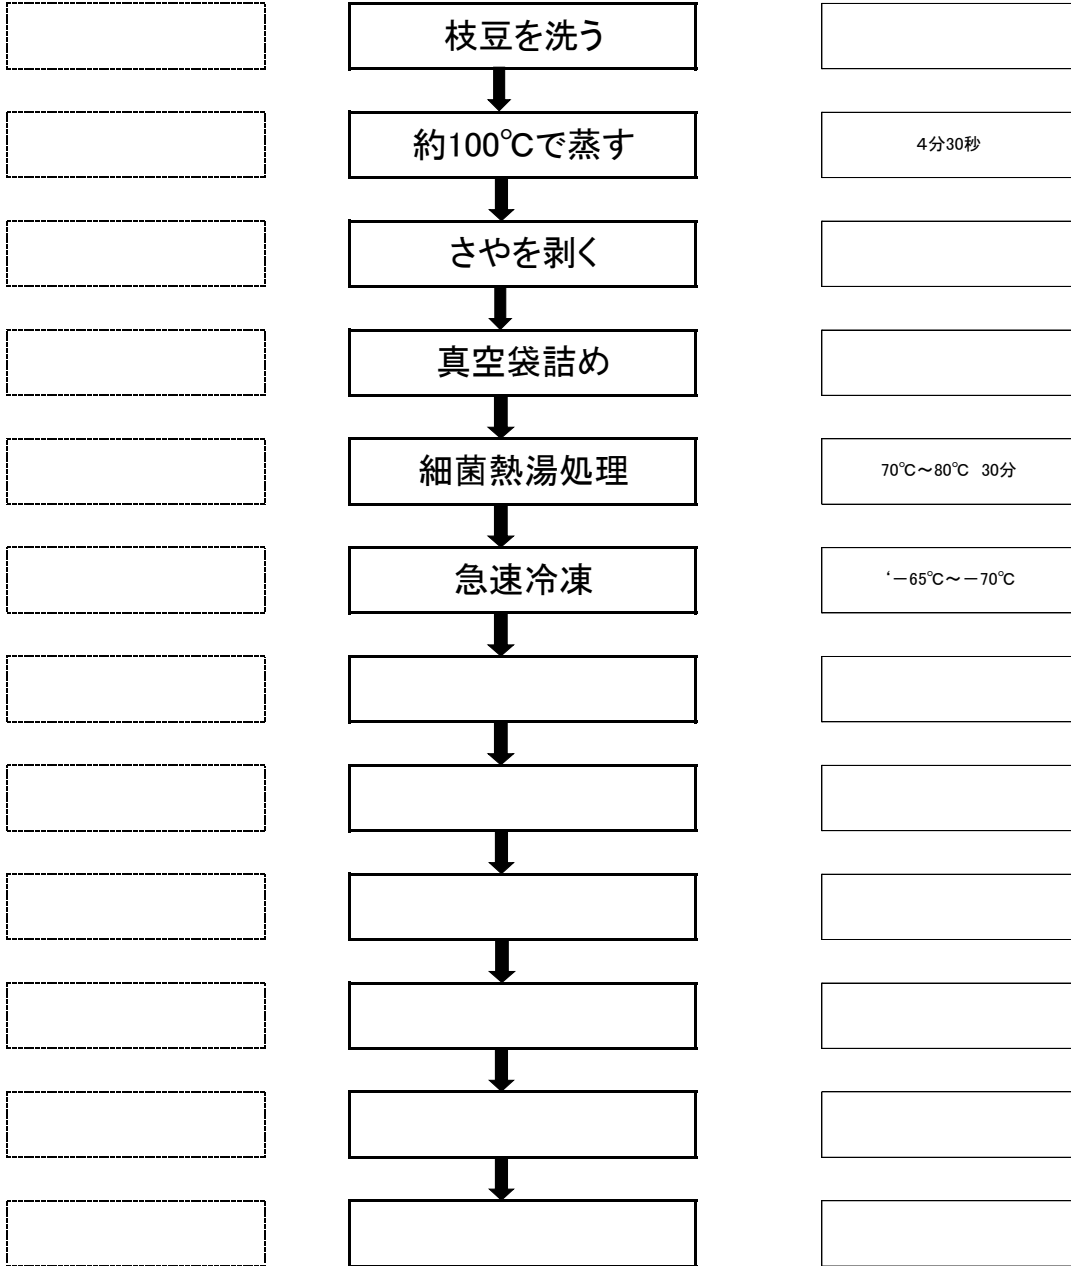 枝豆を洗う
約100℃で蒸す
4分30秒
さやを剥く
真空袋詰め
細菌熱湯処理
70℃～80℃　30分
急速冷凍
‘－65℃～－70℃